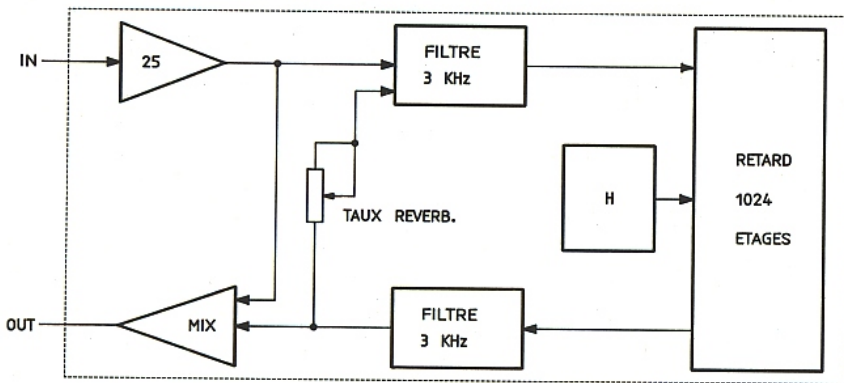 IN
25
FILTRE
3 KHz
RETARD
1024
ETAGES
H
TAUX REVERB.
OUT
MIX
FILTRE
3 KHz